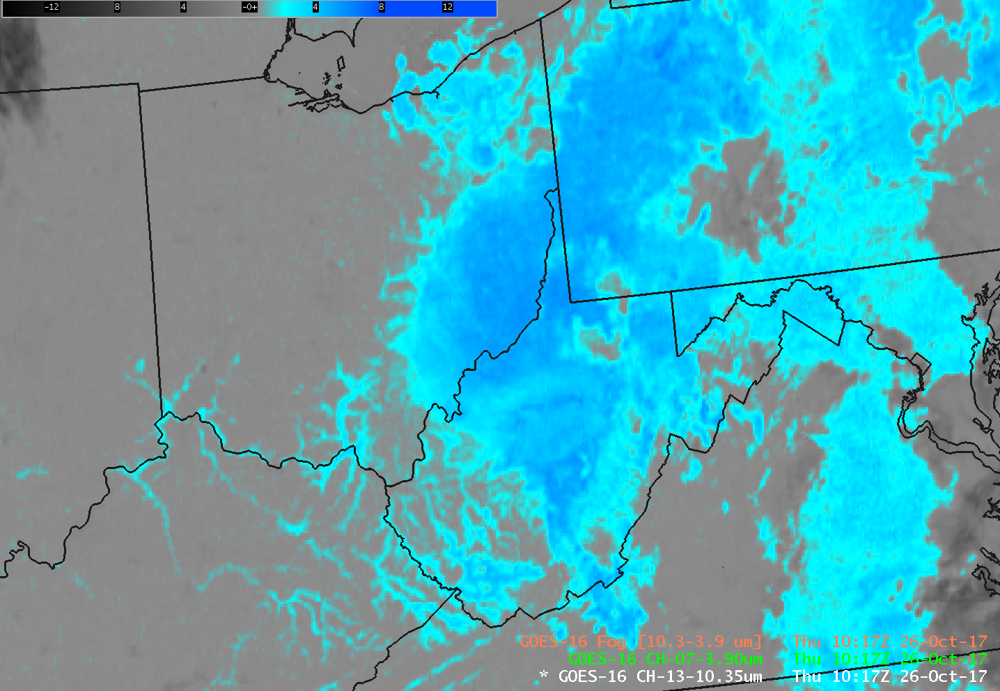 -12 8 4 -0+ 4 8 12
GOES-16 Fog [10.3-3.9 um] Thu 10:17Z 26-Oct-17
GOES-16 CH-07-3.90um Thu 10:17Z 26-Oct-17
* GOES-16 CH-13-10.35um Thu 10:17Z 26-Oct-17